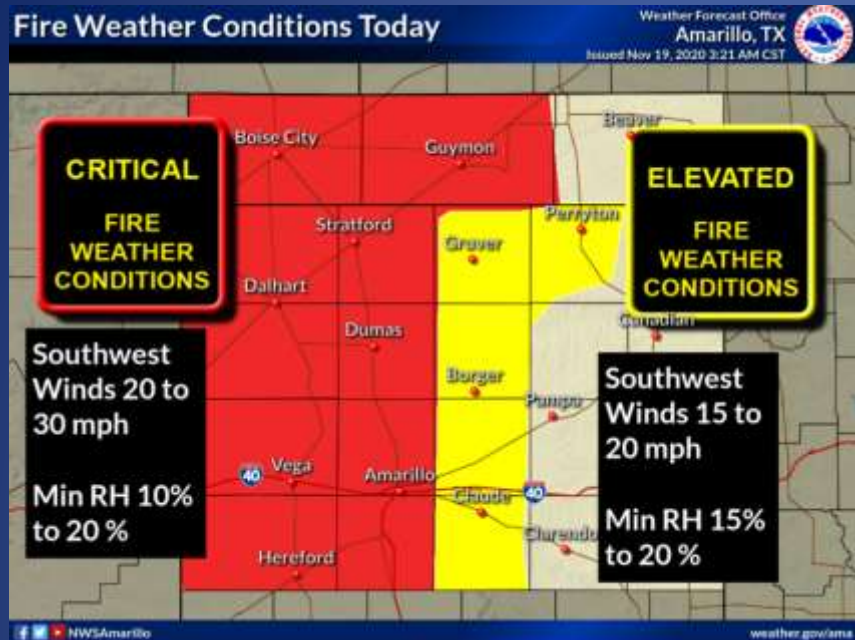 Fire Weather Conditions Today
Weather Forecast Office
Amarillo, TX
Issued Nov 19, 2020 3:21 AM CST
CRITICAL
FIRE
WEATHER
CONDITIONS
Southwest
Winds 20 to
30 mph
Min RH 10%
to 20 %
Boise City
Guymon
Beaver
Stratford
Gruver
Perryton
Dalhart
Dumas
Canadian
Borger
Pampa
40
Vega
Amarillo
Claude
40
Clarendo
Hereford
ELEVATED
FIRE
WEATHER
CONDITIONS
Southwest
Winds 15 to
20 mph
Min RH 15%
to 20 %
NWSAmarillo
weather.gov/ama